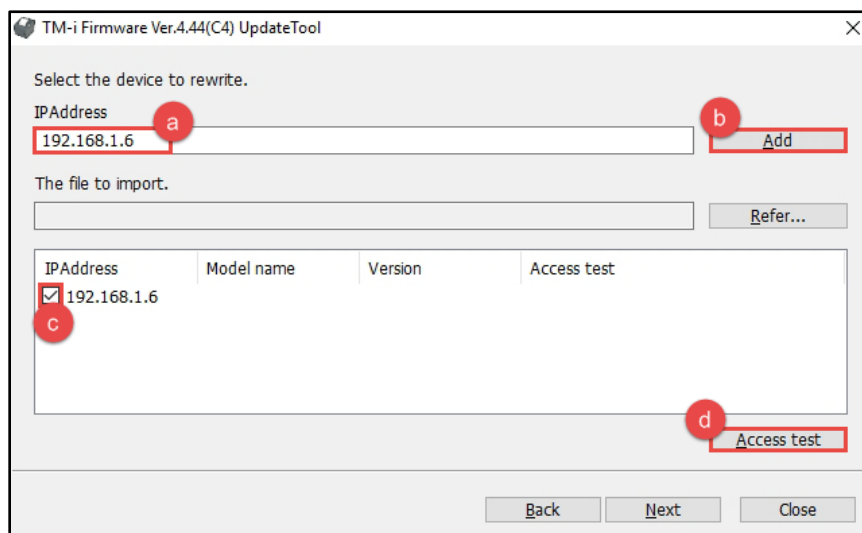 TM-i Firmware Ver.4.44(C4) UpdateTool
Select the device to rewrite.
IPAddress
a
192.168.1.6
b
Add
The file to import.
Refer...
IPAddress Model name Version Access test
192.168.1.6
c
d
Access test
Back Next Close